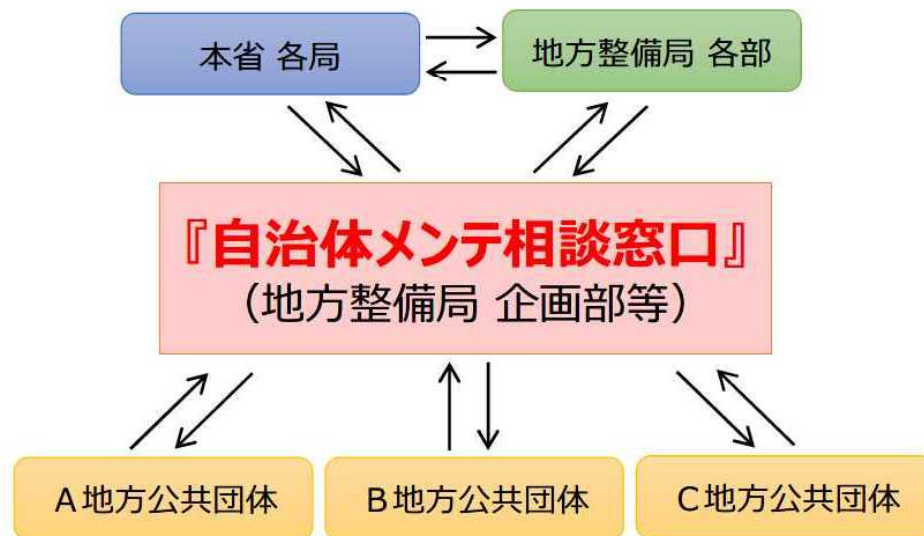 本省 各局
地方整備局 各部
『自治体メンテ相談窓口』
（地方整備局 企画部等）
A地方公共団体
B地方公共団体
C地方公共団体